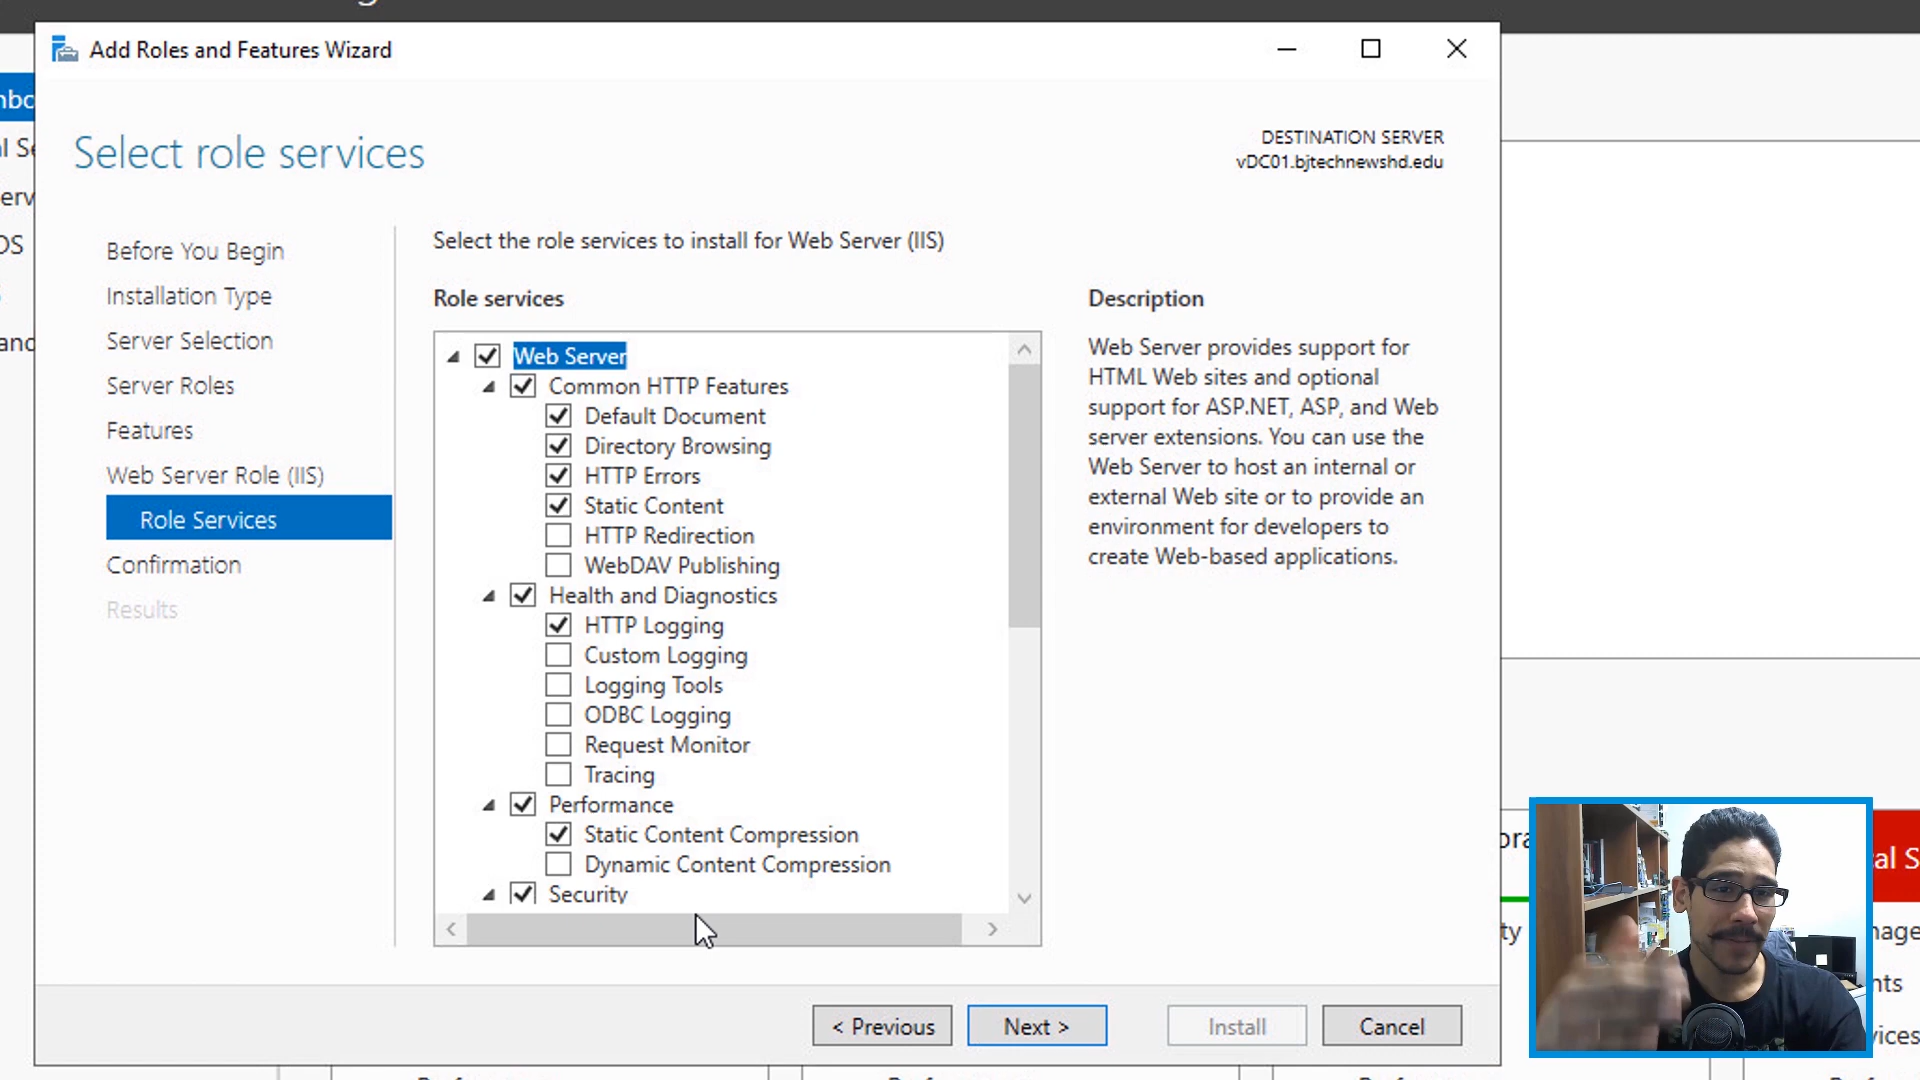 Add Roles and Features Wizard
Select role services
DESTINATION SERVER
vDC01.bjtechnewshd.edu
Before You Begin
Installation Type
Server Selection
Server Roles
Features
Web Server Role (IIS)
Role Services
Confirmation
Results
Select the role services to install for Web Server (IIS)
Role services
Web Server
Common HTTP Features
Default Document
Directory Browsing
HTTP Errors
Static Content
HTTP Redirection
WebDAV Publishing
Health and Diagnostics
HTTP Logging
Custom Logging
Logging Tools
ODBC Logging
Request Monitor
Tracing
Performance
Static Content Compression
Dynamic Content Compression
Security
Description
Web Server provides support for
HTML Web sites and optional
support for ASP.NET, ASP, and Web
server extensions. You can use the
Web Server to host an internal or
external Web site or to provide an
environment for developers to
create Web-based applications.
< Previous
Next >
Install
Cancel